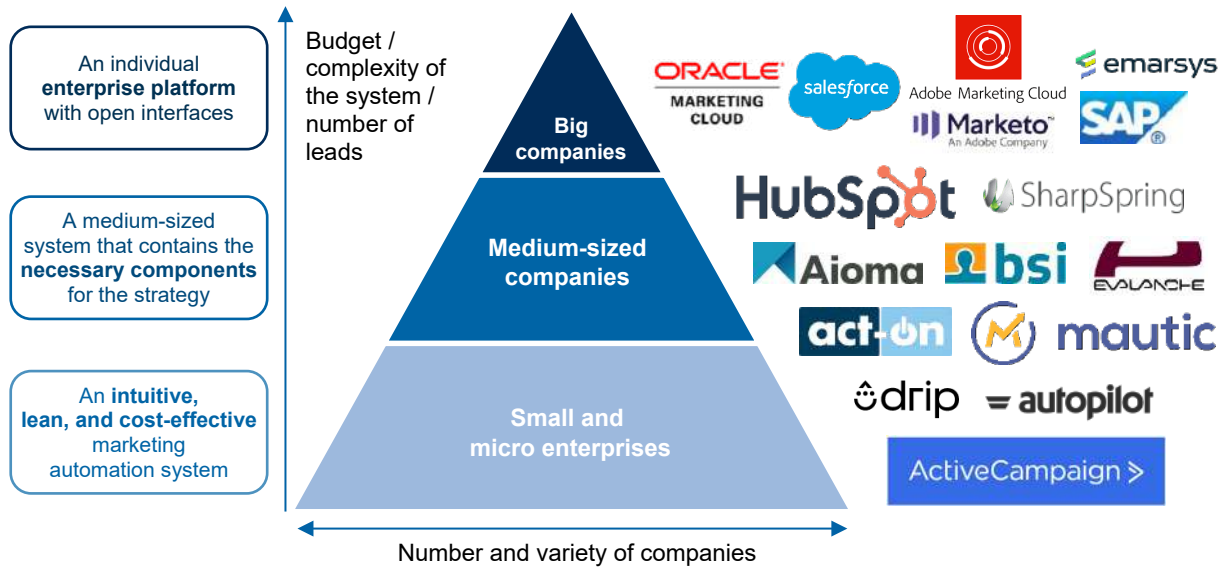 An individual
enterprise platform
with open interfaces
A medium-sized
system that contains the
necessary components
for the strategy
An intuitive,
lean, and cost-effective
marketing
automation system
Budget /
complexity of
the system /
number of
leads
Big
companies
Medium-sized
companies
Small and
micro enterprises
Number and variety of companies
ORACLE®
MARKETING
CLOUD
salesforce
Adobe Marketing Cloud
emarsys
Marketo™
An Adobe Company
SAP®
HubSpot
SharpSpring
Aioma
bsi
EVALANCHE
act-on
mautic
drip
autopilot
ActiveCampaign >